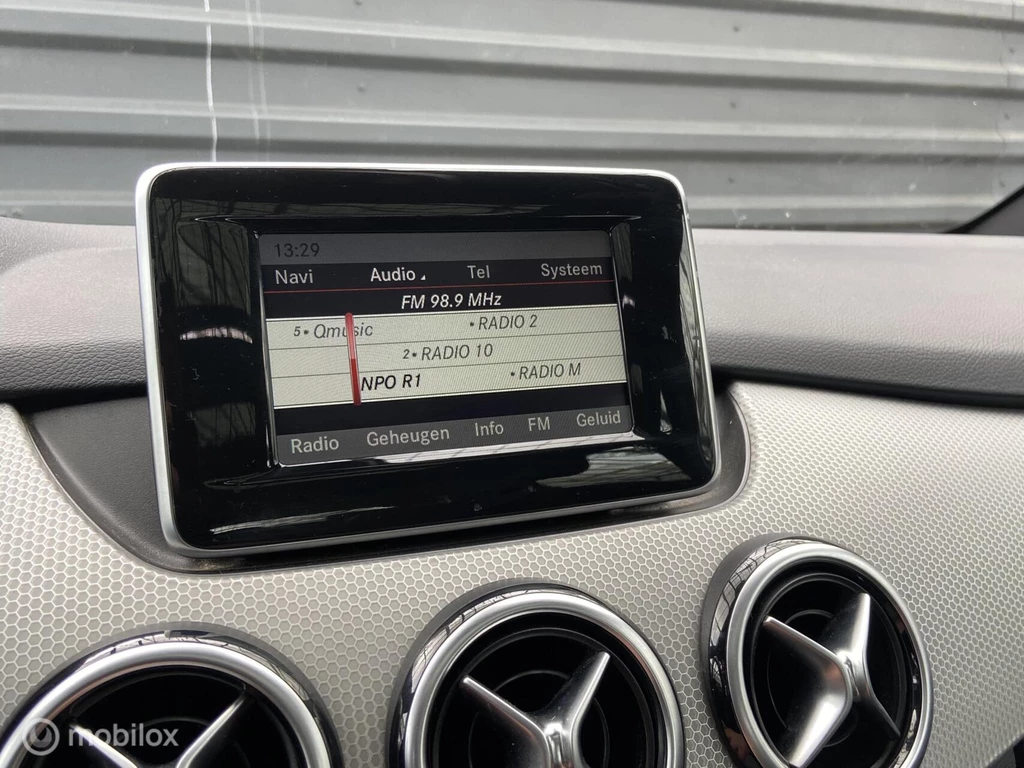 13:29
Navi Audio Tel Systeem
FM 98.9 MHz
5 Qmusic RADIO 2
2 RADIO 10
NPO R1 RADIO M
Radio Geheugen Info FM Geluid
mobilox